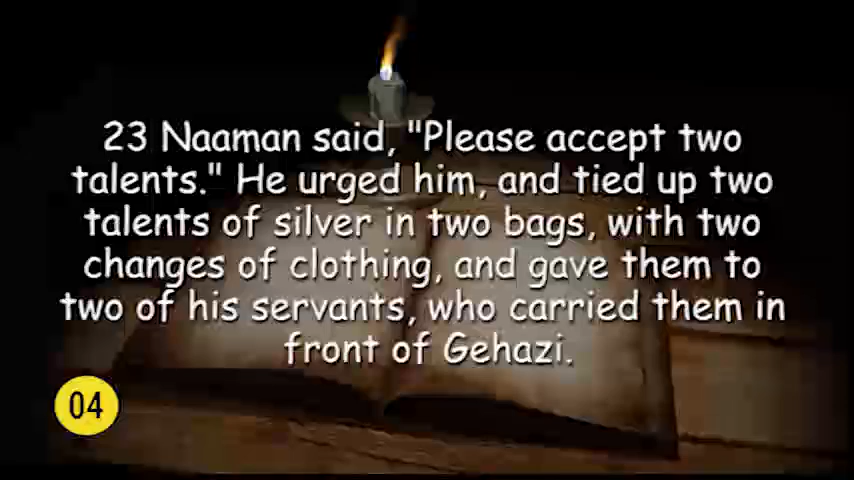 23 Naaman said, "Please accept two
talents." He urged him, and tied up two
talents of silver in two bags, with two
changes of clothing, and gave them to
two of his servants, who carried them in
front of Gehazi.
04